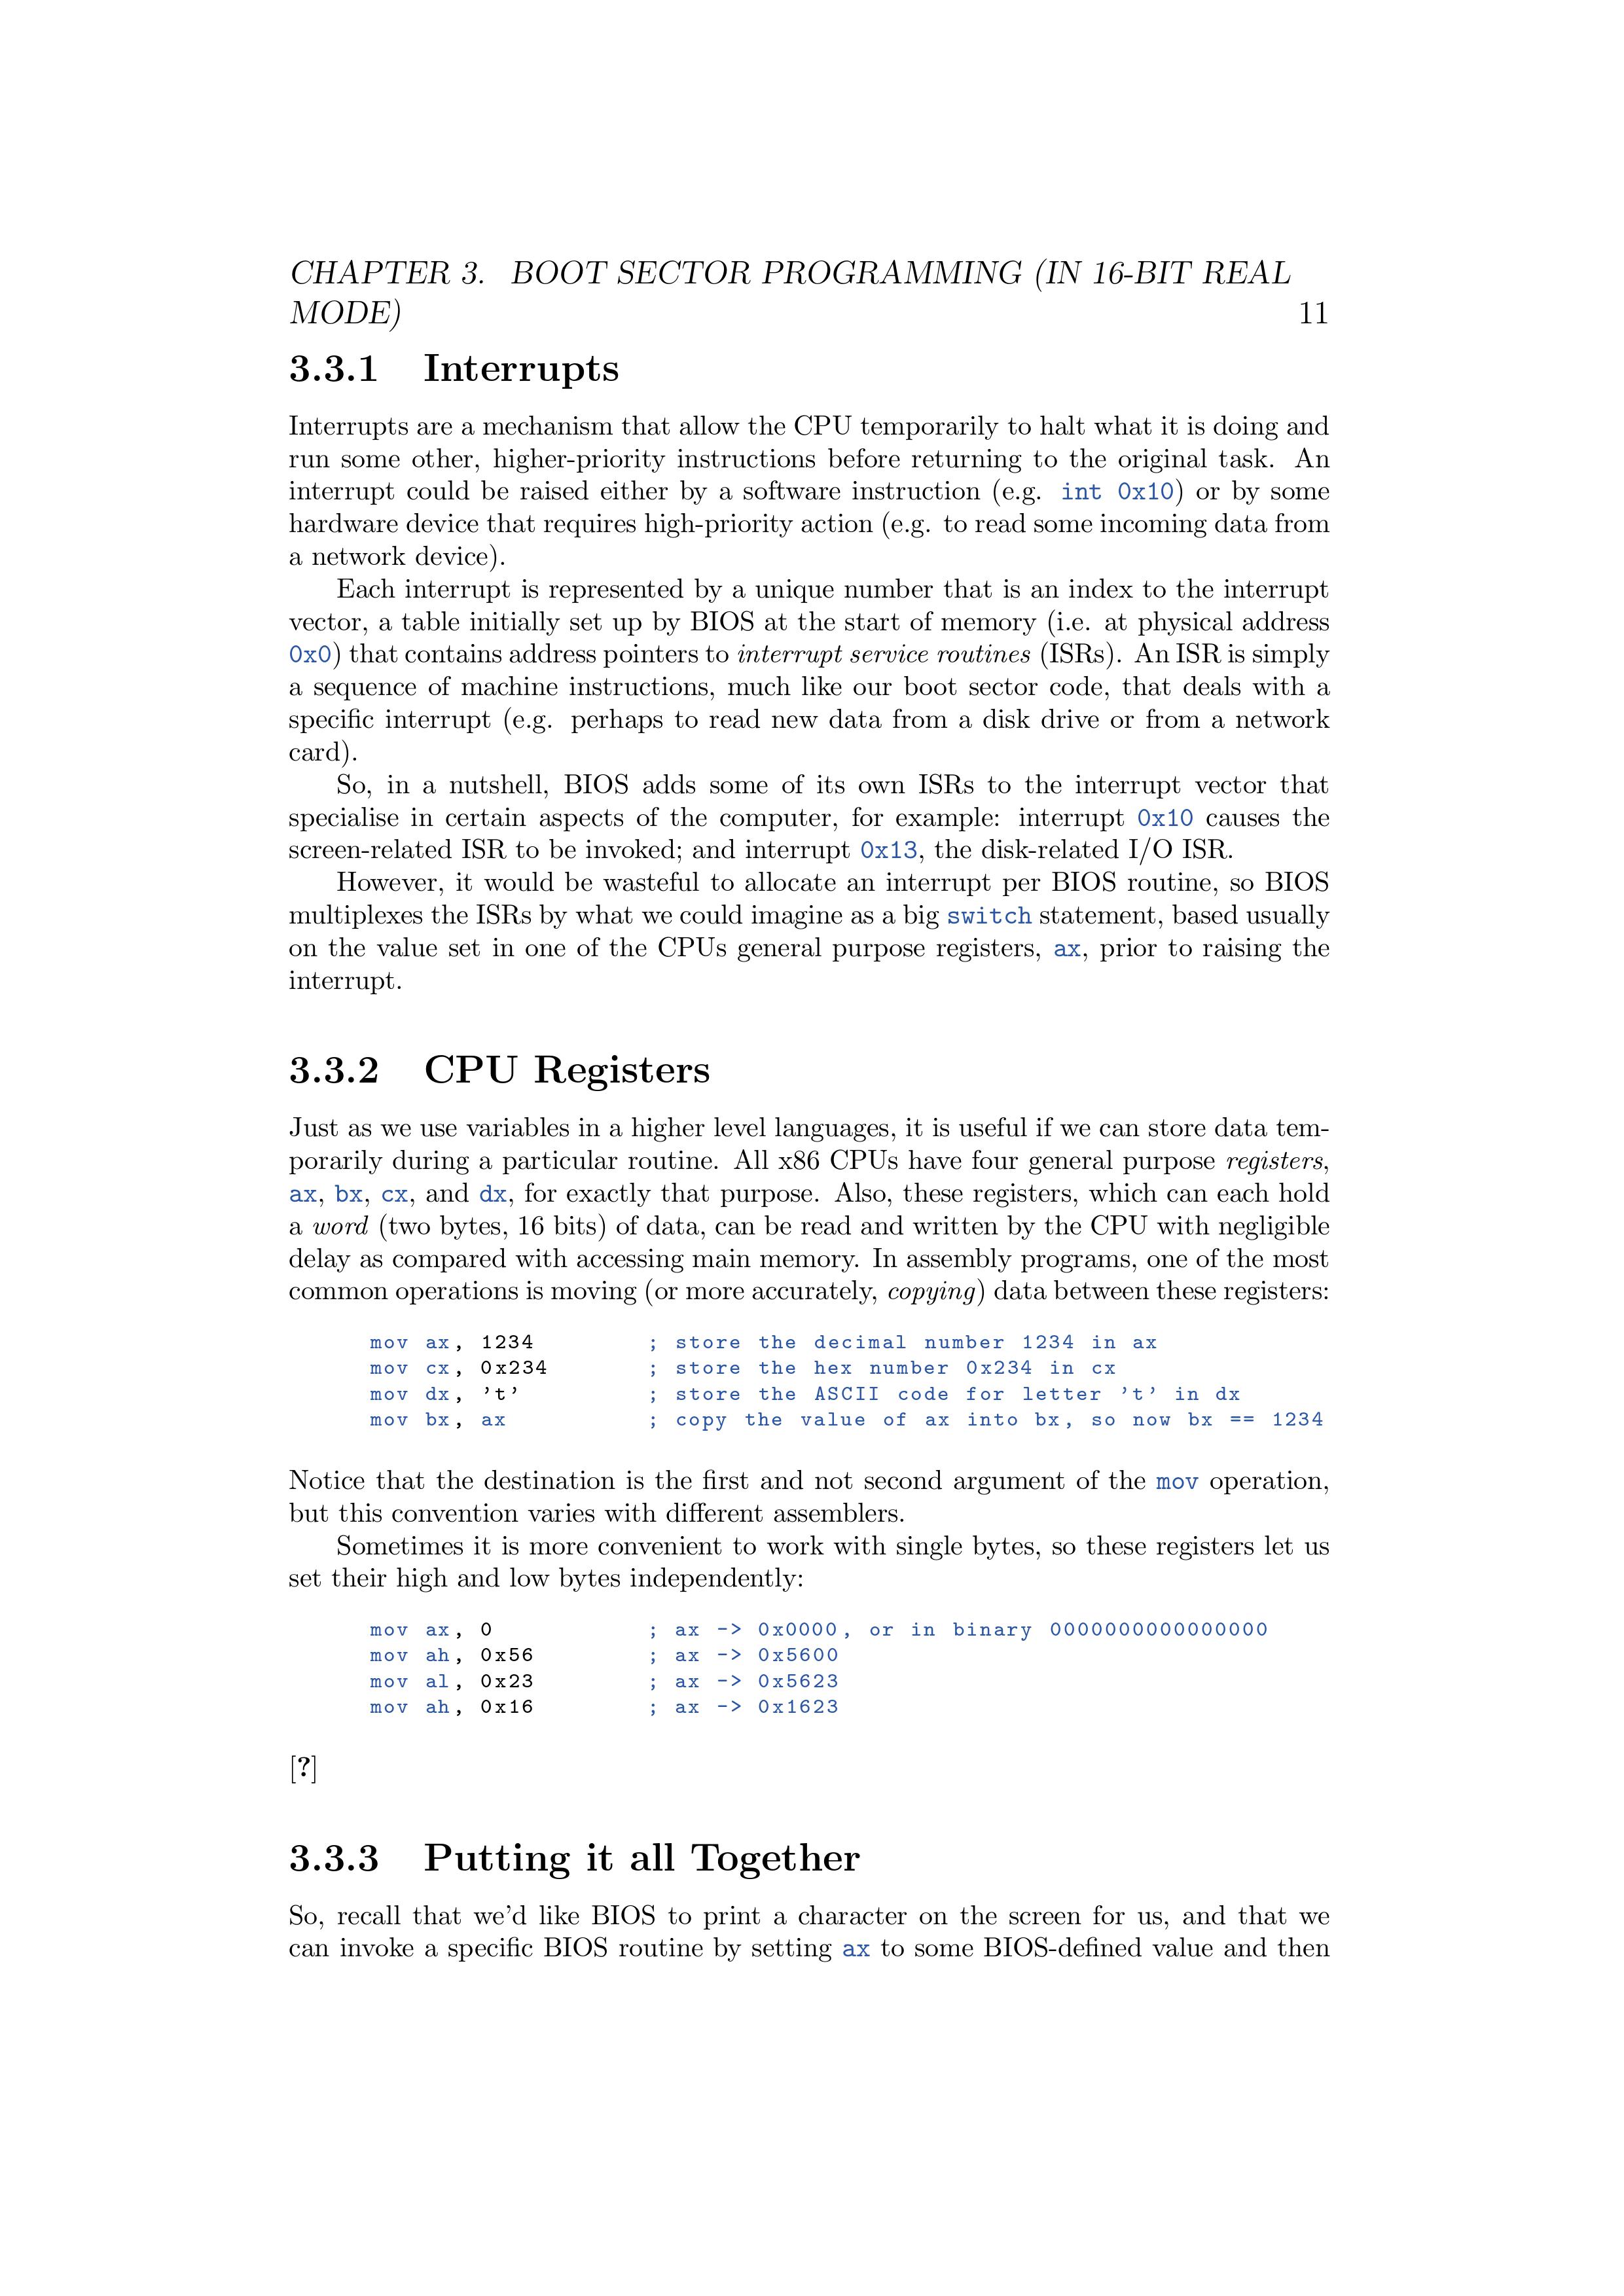 CHAPTER 3. BOOT SECTOR PROGRAMMING (IN 16-BIT REAL
MODE) 11
3.3.1 Interrupts
Interrupts are a mechanism that allow the CPU temporarily to halt what it is doing and
run some other, higher-priority instructions before returning to the original task. An
interrupt could be raised either by a software instruction (e.g. int 0x10) or by some
hardware device that requires high-priority action (e.g. to read some incoming data from
a network device).
Each interrupt is represented by a unique number that is an index to the interrupt
vector, a table initially set up by BIOS at the start of memory (i.e. at physical address
0x0) that contains address pointers to interrupt service routines (ISRs). An ISR is simply
a sequence of machine instructions, much like our boot sector code, that deals with a
specific interrupt (e.g. perhaps to read new data from a disk drive or from a network
card).
So, in a nutshell, BIOS adds some of its own ISRs to the interrupt vector that
specialise in certain aspects of the computer, for example: interrupt 0x10 causes the
screen-related ISR to be invoked; and interrupt 0x13, the disk-related I/O ISR.
However, it would be wasteful to allocate an interrupt per BIOS routine, so BIOS
multiplexes the ISRs by what we could imagine as a big switch statement, based usually
on the value set in one of the CPUs general purpose registers, ax, prior to raising the
interrupt.
3.3.2 CPU Registers
Just as we use variables in a higher level languages, it is useful if we can store data tem-
porarily during a particular routine. All x86 CPUs have four general purpose registers,
ax, bx, cx, and dx, for exactly that purpose. Also, these registers, which can each hold
a word (two bytes, 16 bits) of data, can be read and written by the CPU with negligible
delay as compared with accessing main memory. In assembly programs, one of the most
common operations is moving (or more accurately, copying) data between these registers:
mov ax, 1234 ; store the decimal number 1234 in ax
mov cx, 0x234 ; store the hex number 0x234 in cx
mov dx, ’t’ ; store the ASCII code for letter ’t’ in dx
mov bx, ax ; copy the value of ax into bx, so now bx == 1234
Notice that the destination is the first and not second argument of the mov operation,
but this convention varies with different assemblers.
Sometimes it is more convenient to work with single bytes, so these registers let us
set their high and low bytes independently:
mov ax, 0 ; ax -> 0x0000, or in binary 0000000000000000
mov ah, 0x56 ; ax -> 0x5600
mov al, 0x23 ; ax -> 0x5623
mov ah, 0x16 ; ax -> 0x1623
[?]
3.3.3 Putting it all Together
So, recall that we’d like BIOS to print a character on the screen for us, and that we
can invoke a specific BIOS routine by setting ax to some BIOS-defined value and then